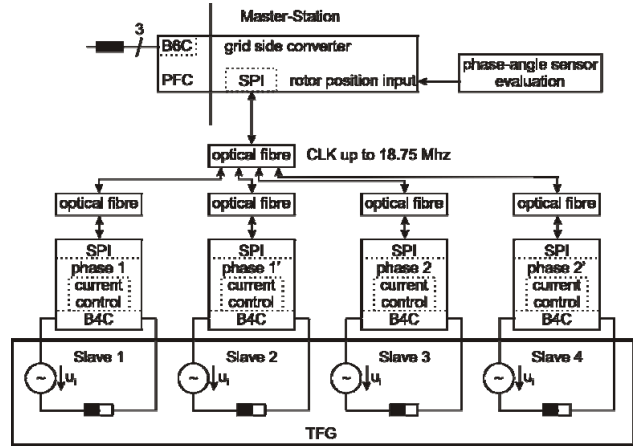 Master-Station
3
B6C grid side converter
PFC SPI rotor position input
phase-angle sensor
evaluation
optical fibre CLK up to 18.75 Mhz
optical fibre optical fibre optical fibre optical fibre
SPI SPI SPI SPI
phase 1 phase 1' phase 2 phase 2'
current current current current
control control control control
B4C B4C B4C B4C
Slave 1 Slave 2 Slave 3 Slave 4
~ ui ~ ui ~ ui ~ ui
TFG